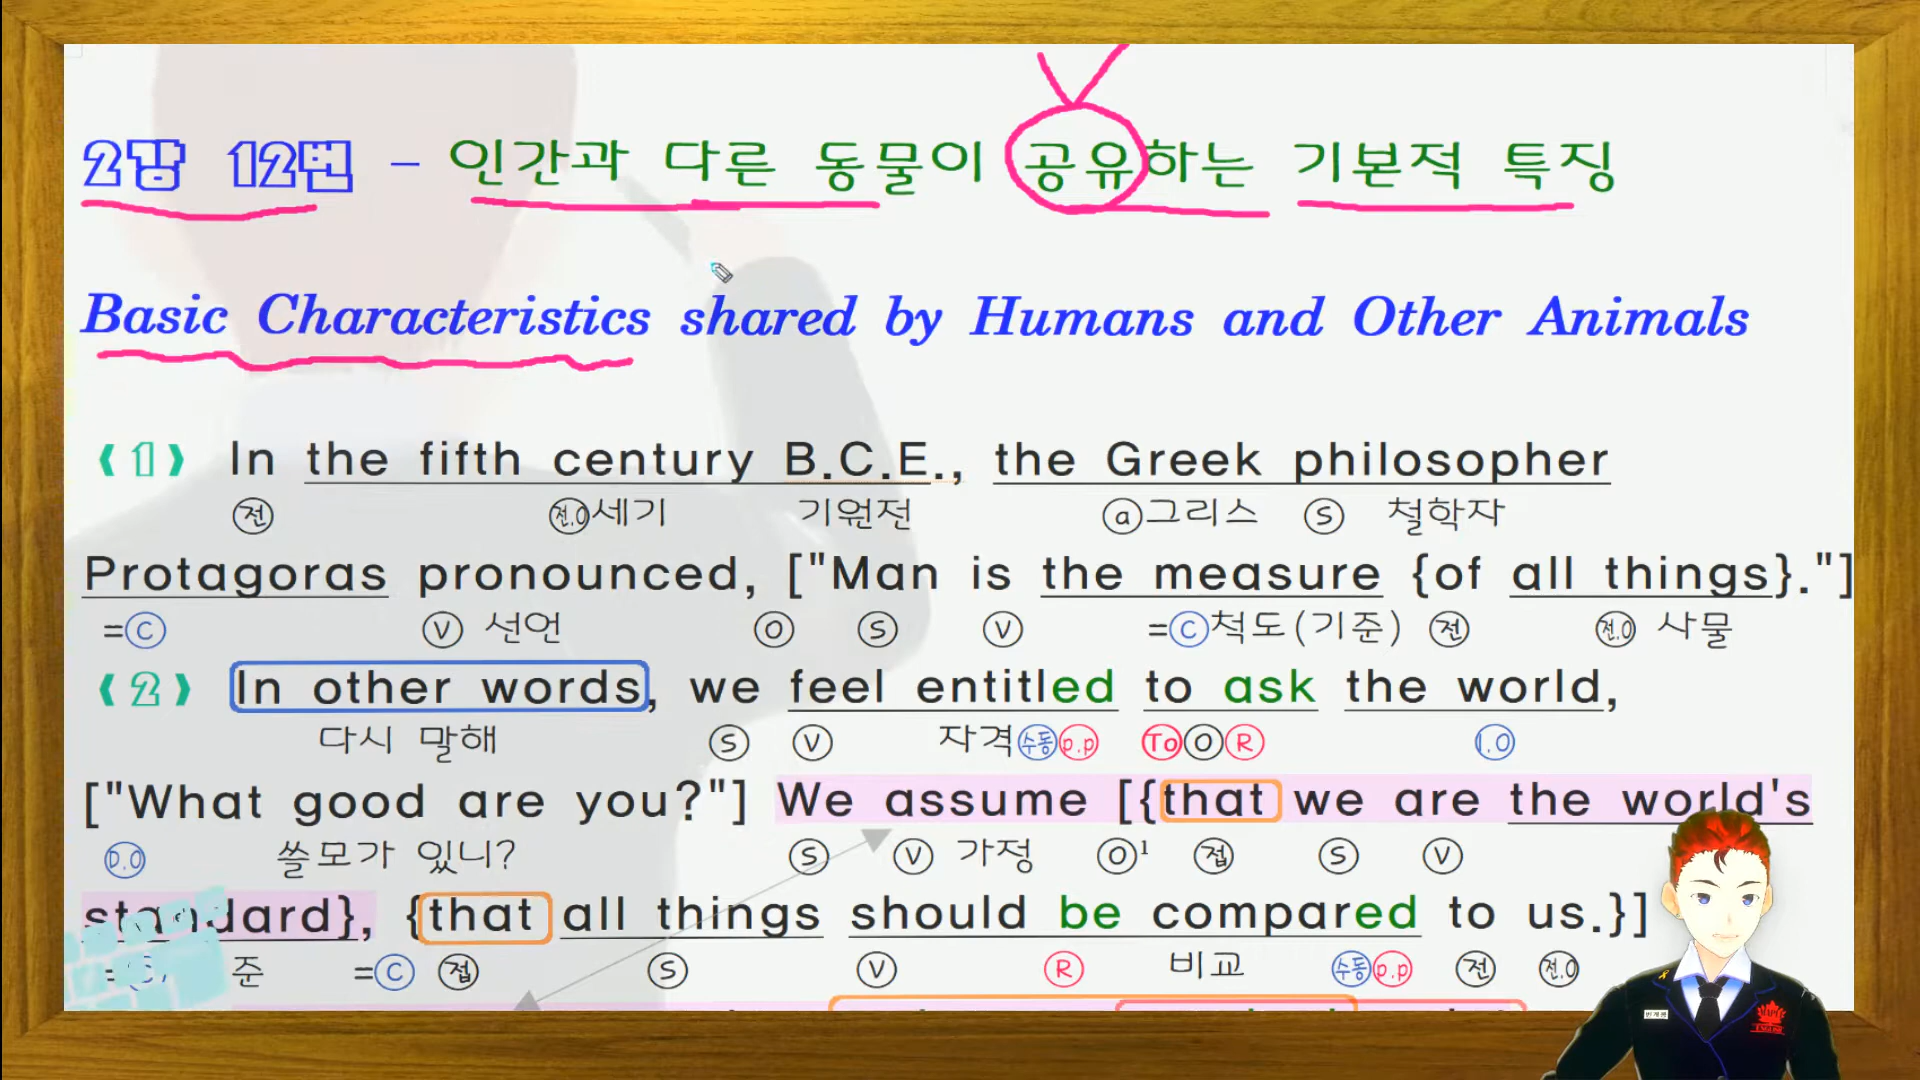 2강 12번 - 인간과 다른 동물이 공유하는 기본적 특징
Basic Characteristics shared by Humans and Other Animals
(1) In the fifth century B.C.E., the Greek philosopher
전 전.O 세기 기원전 a 그리스 S 철학자
Protagoras pronounced, ["Man is the measure {of all things}."]
=C V 선언 O S V =C 척도(기준) 전 전.O 사물
(2) In other words, we feel entitled to ask the world,
다시 말해 S V 자격 수동 p.p To O R I.O
["What good are you?"] We assume [{that we are the world's
D.O 쓸모가 있니? S V 가정 O¹ 접 S V
standard}, {that all things should be compared to us.}]
준 =C 접 S V R 비교 수동 p.p 전 전.O